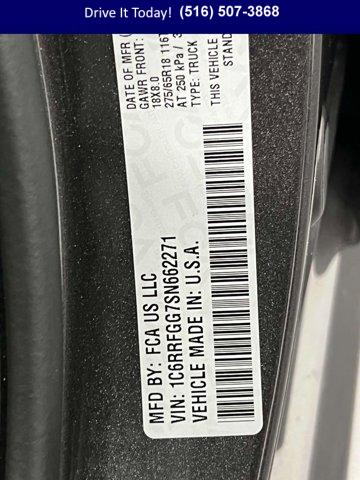 Drive It Today! (516) 507-3868
MFD BY: FCA US LLC
DATE OF MFR
GAWR FRONT:
18X8.0
275/65R18 116T
AT 250 kPa /
TYPE: TRUCK
THIS VEHICLE
STAND
VIN: 1C6RRFGG7SN662271
VEHICLE MADE IN: U.S.A.